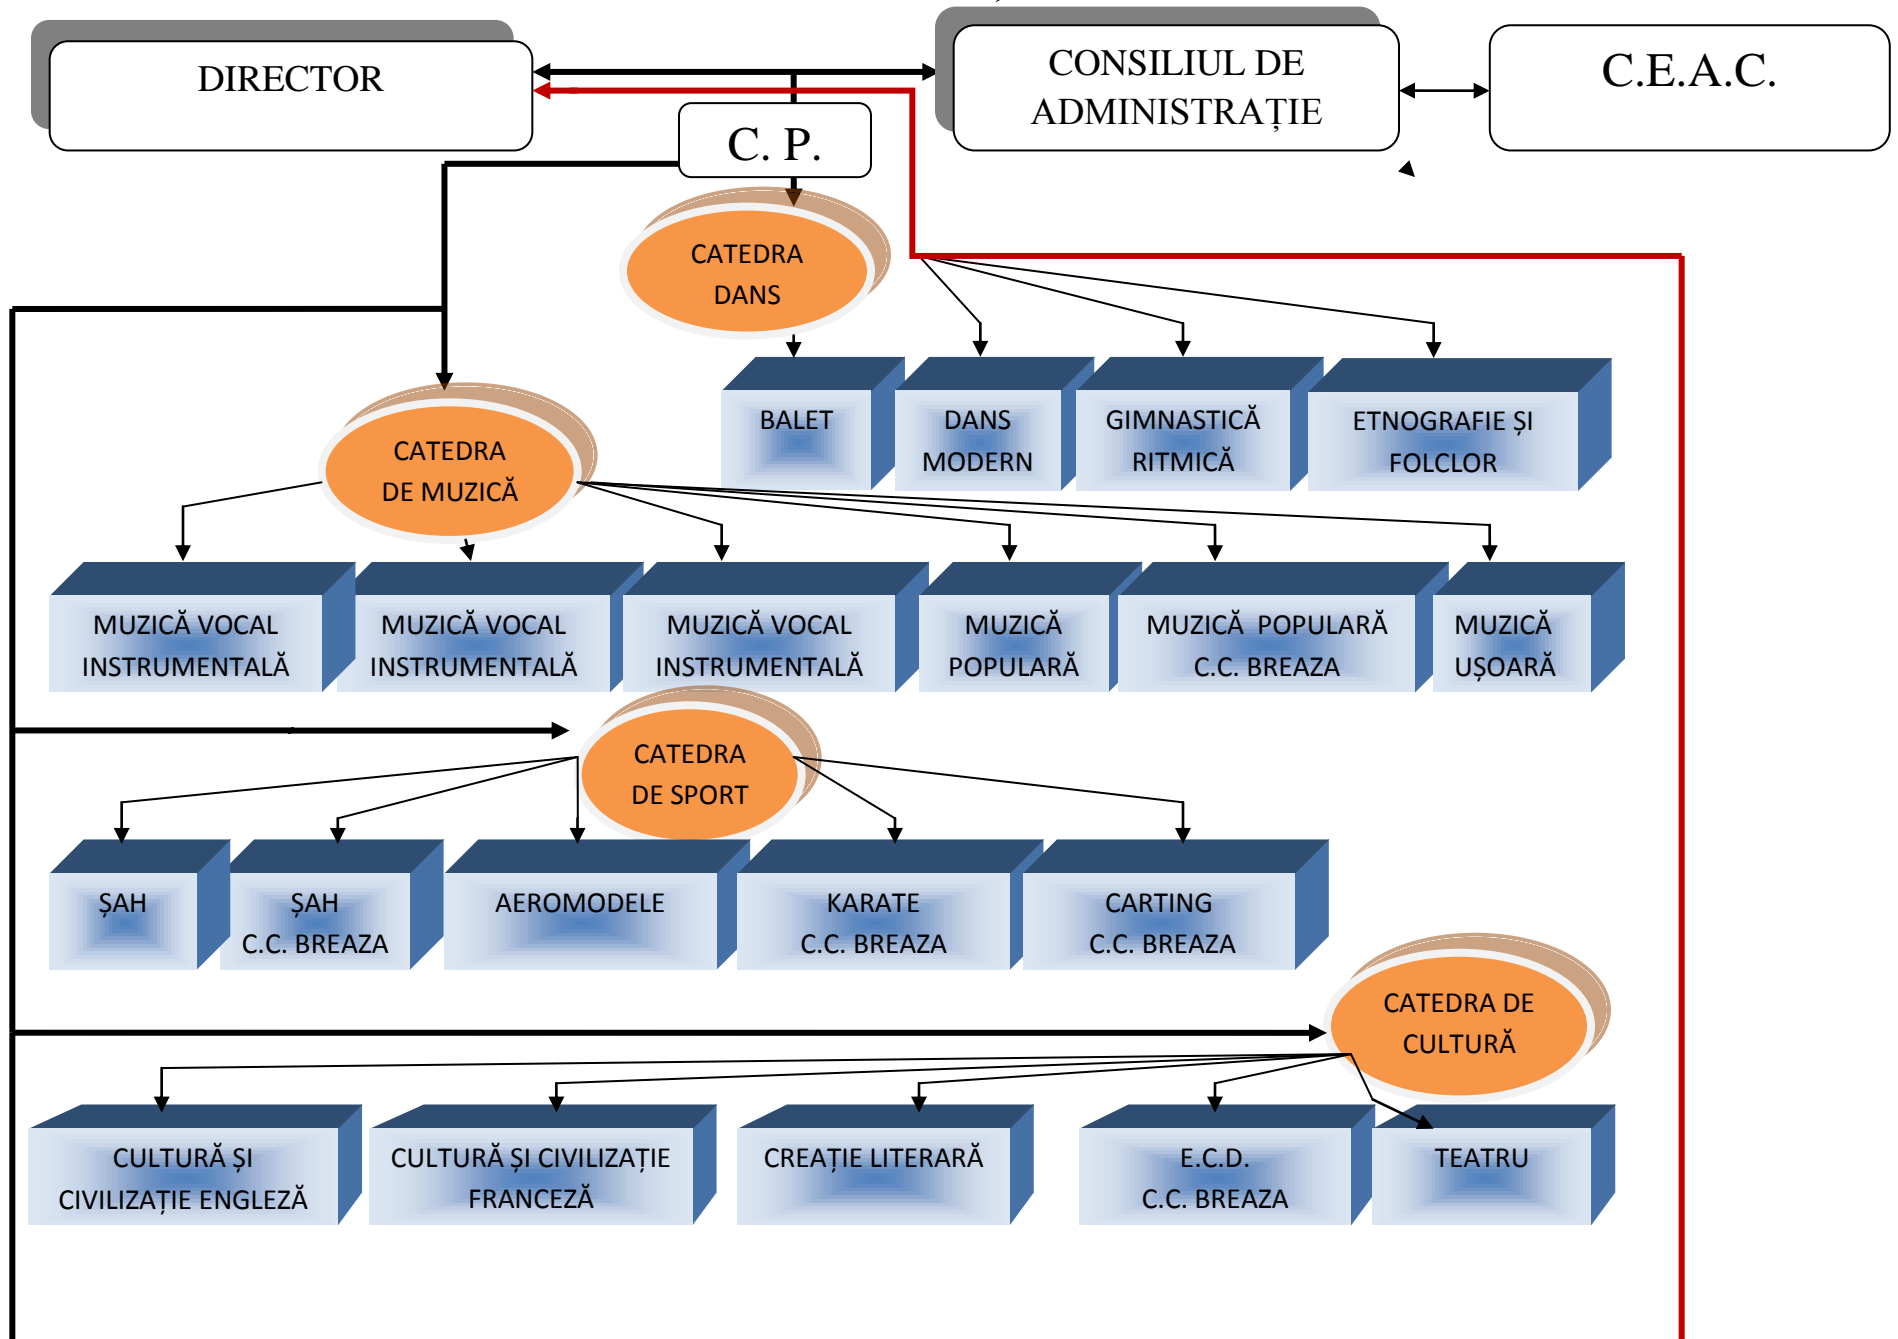 DIRECTOR
CONSILIUL DE
ADMINISTRAȚIE
C.E.A.C.
C. P.
CATEDRA
DANS
BALET
DANS
MODERN
GIMNASTICĂ
RITMICĂ
ETNOGRAFIE ȘI
FOLCLOR
CATEDRA
DE MUZICĂ
MUZICĂ VOCAL
INSTRUMENTALĂ
MUZICĂ VOCAL
INSTRUMENTALĂ
MUZICĂ VOCAL
INSTRUMENTALĂ
MUZICĂ
POPULARĂ
MUZICĂ POPULARĂ
C.C. BREAZA
MUZICĂ
UȘOARĂ
CATEDRA
DE SPORT
ȘAH
ȘAH
C.C. BREAZA
AEROMODELE
KARATE
C.C. BREAZA
CARTING
C.C. BREAZA
CATEDRA DE
CULTURĂ
CULTURĂ ȘI
CIVILIZAȚIE ENGLEZĂ
CULTURĂ ȘI CIVILIZAȚIE
FRANCEZĂ
CREAȚIE LITERARĂ
E.C.D.
C.C. BREAZA
TEATRU